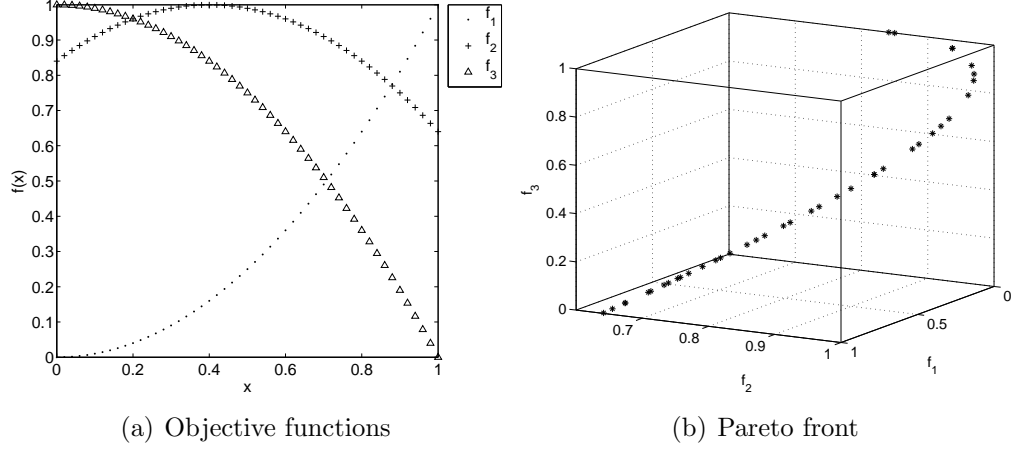 1
0.9
0.8
0.7
0.6
0.5
0.4
0.3
0.2
0.1
0
f(x)
0 0.2 0.4 0.6 0.8 1
x
f1
f2
f3
1
0.8
0.6
0.4
0.2
0
f3
0.7 0.8 0.9 1
f2
1 0.5 0
f1
(a) Objective functions
(b) Pareto front